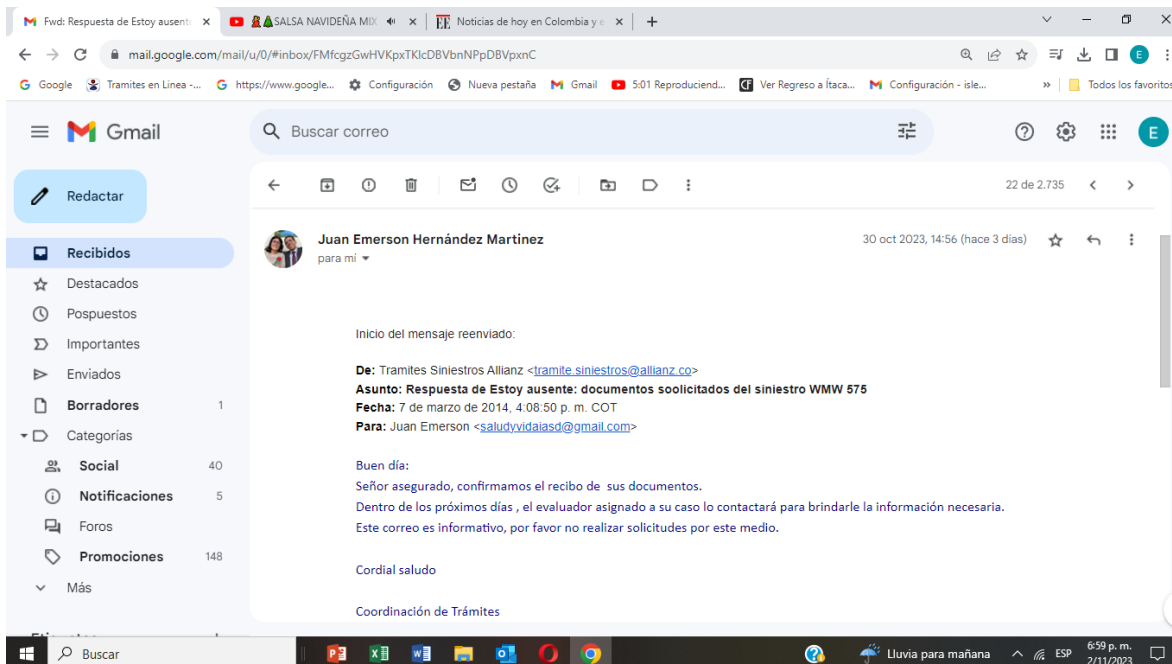 Fwd: Respuesta de Estoy ausente
SALSA NAVIDEÑA MIX
EE Noticias de hoy en Colombia y e
mail.google.com/mail/u/0/#inbox/FMfcgzGwHVKpxTKlcDBVbnNPpDBVpxnC
E
Google
Tramites en Linea -...
https://www.google...
Configuración
Nueva pestaña
Gmail
5:01 Reproduciend...
Ver Regreso a Ítaca...
Configuración - isle...
»
Todos los favoritos
Gmail
Buscar correo
E
Redactar
22 de 2.735
Recibidos
Destacados
Pospuestos
Importantes
Enviados
Borradores 1
Categorías
Social 40
Notificaciones 5
Foros
Promociones 148
Más
Juan Emerson Hernández Martinez
30 oct 2023, 14:56 (hace 3 días)
para mí
Inicio del mensaje reenviado:
De: Tramites Siniestros Allianz <tramite.siniestros@allianz.co>
Asunto: Respuesta de Estoy ausente: documentos soolicitados del siniestro WMW 575
Fecha: 7 de marzo de 2014, 4:08:50 p. m. COT
Para: Juan Emerson <saludyvidaiasd@gmail.com>
Buen día:
Señor asegurado, confirmamos el recibo de sus documentos.
Dentro de los próximos días , el evaluador asignado a su caso lo contactará para brindarle la información necesaria.
Este correo es informativo, por favor no realizar solicitudes por este medio.
Cordial saludo
Coordinación de Trámites
Buscar
Lluvia para mañana
ESP
6:59 p. m.
2/11/2023